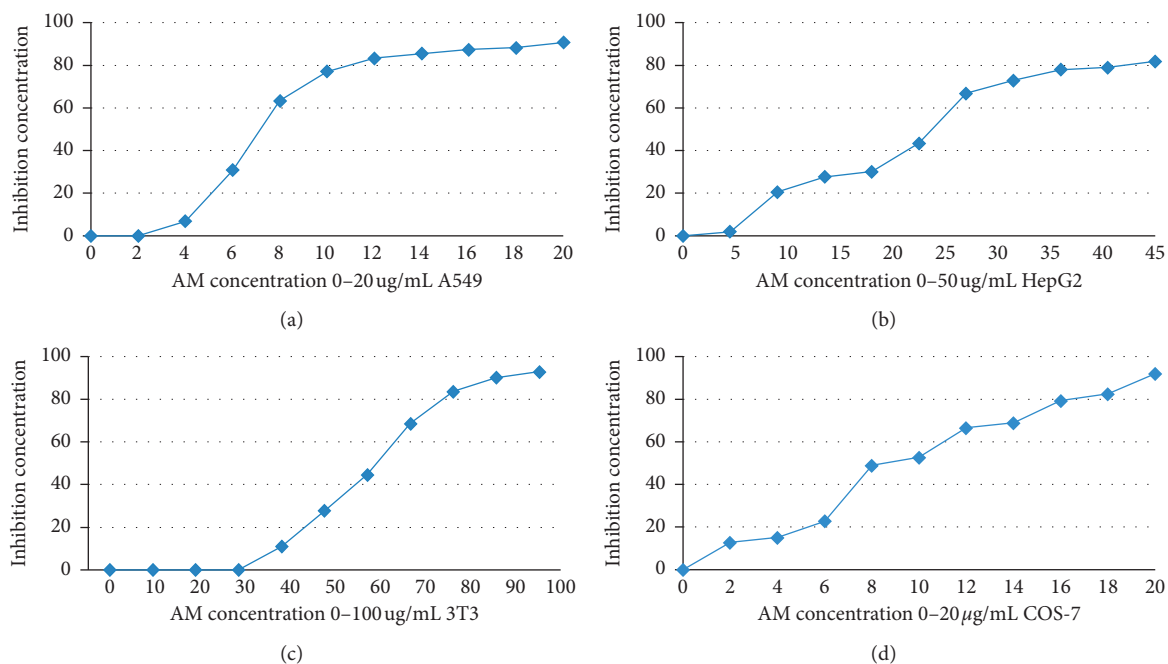 Inhibition concentration
100
80
60
40
20
0
0 2 4 6 8 10 12 14 16 18 20
AM concentration 0–20 ug/mL A549
(a)
Inhibition concentration
100
80
60
40
20
0
0 5 10 15 20 25 30 35 40 45
AM concentration 0–50 ug/mL HepG2
(b)
Inhibition concentration
100
80
60
40
20
0
0 10 20 30 40 50 60 70 80 90 100
AM concentration 0–100 ug/mL 3T3
(c)
Inhibition concentration
100
80
60
40
20
0
0 2 4 6 8 10 12 14 16 18 20
AM concentration 0–20 μg/mL COS-7
(d)